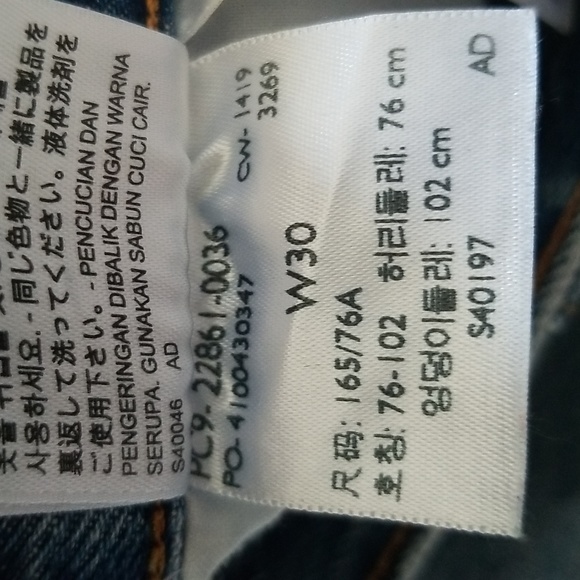 사용하세요. - 同じ色物と一緒に製品を
裏返して洗ってください。液体洗剤を
ご使用下さい。 - PENCUCIAN DAN
PENGERINGAN DIBALIK DENGAN WARNA
SERUPA. GUNAKAN SABUN CUCI CAIR.
S40046 AD
PC9- 22861-0036 CW- 1419
PO-4100430347 3269
W30
尺码: 165/76A
호칭: 76-102 허리둘레: 76 cm
엉덩이둘레: 102 cm
S40197 AD